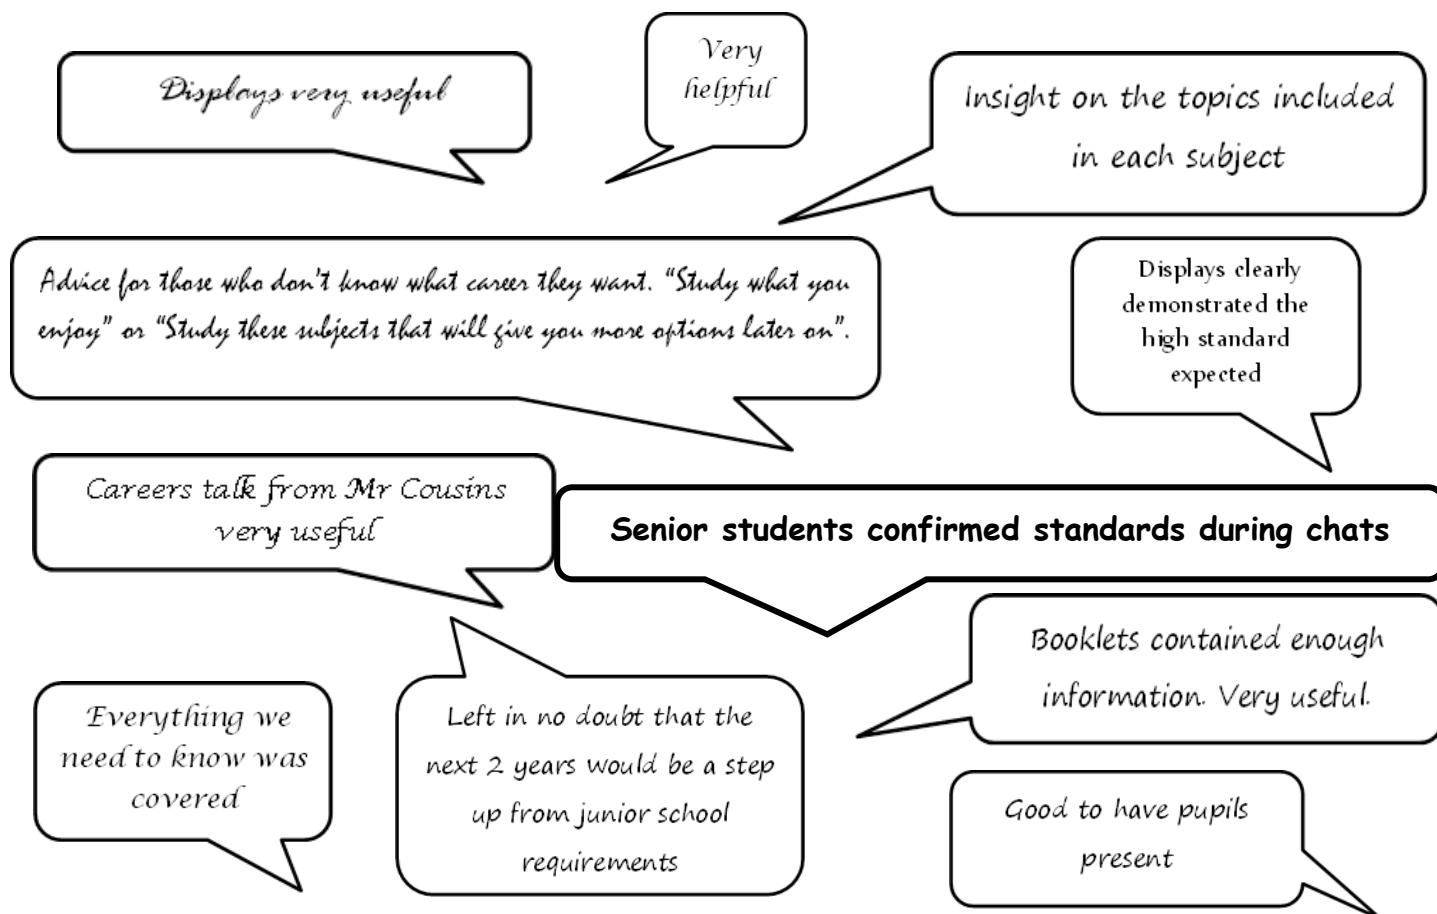 Displays very useful
Very
helpful
Insight on the topics included
in each subject
Advice for those who don't know what career they want. “Study what you
enjoy” or “Study these subjects that will give you more options later on”.
Displays clearly
demonstrated the
high standard
expected
Careers talk from Mr Cousins
very useful
Senior students confirmed standards during chats
Booklets contained enough
information. Very useful.
Everything we
need to know was
covered
Left in no doubt that the
next 2 years would be a step
up from junior school
requirements
Good to have pupils
present